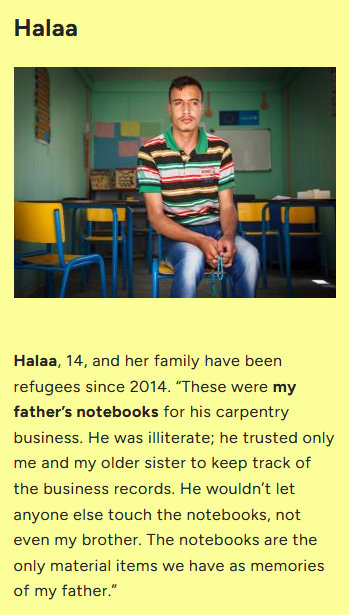 Halaa
Halaa, 14, and her family have been
refugees since 2014. “These were my
father’s notebooks for his carpentry
business. He was illiterate; he trusted only
me and my older sister to keep track of
the business records. He wouldn’t let
anyone else touch the notebooks, not
even my brother. The notebooks are the
only material items we have as memories
of my father.”